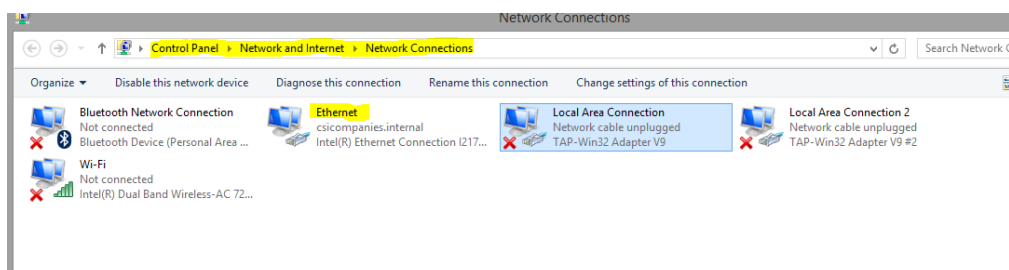 Network Connections
Control Panel Network and Internet Network Connections
Search Network
Organize Disable this network device Diagnose this connection Rename this connection Change settings of this connection
Bluetooth Network Connection
Not connected
Bluetooth Device (Personal Area ...
Ethernet
csicompanies.internal
Intel(R) Ethernet Connection I217...
Local Area Connection
Network cable unplugged
TAP-Win32 Adapter V9
Local Area Connection 2
Network cable unplugged
TAP-Win32 Adapter V9 #2
Wi-Fi
Not connected
Intel(R) Dual Band Wireless-AC 72...